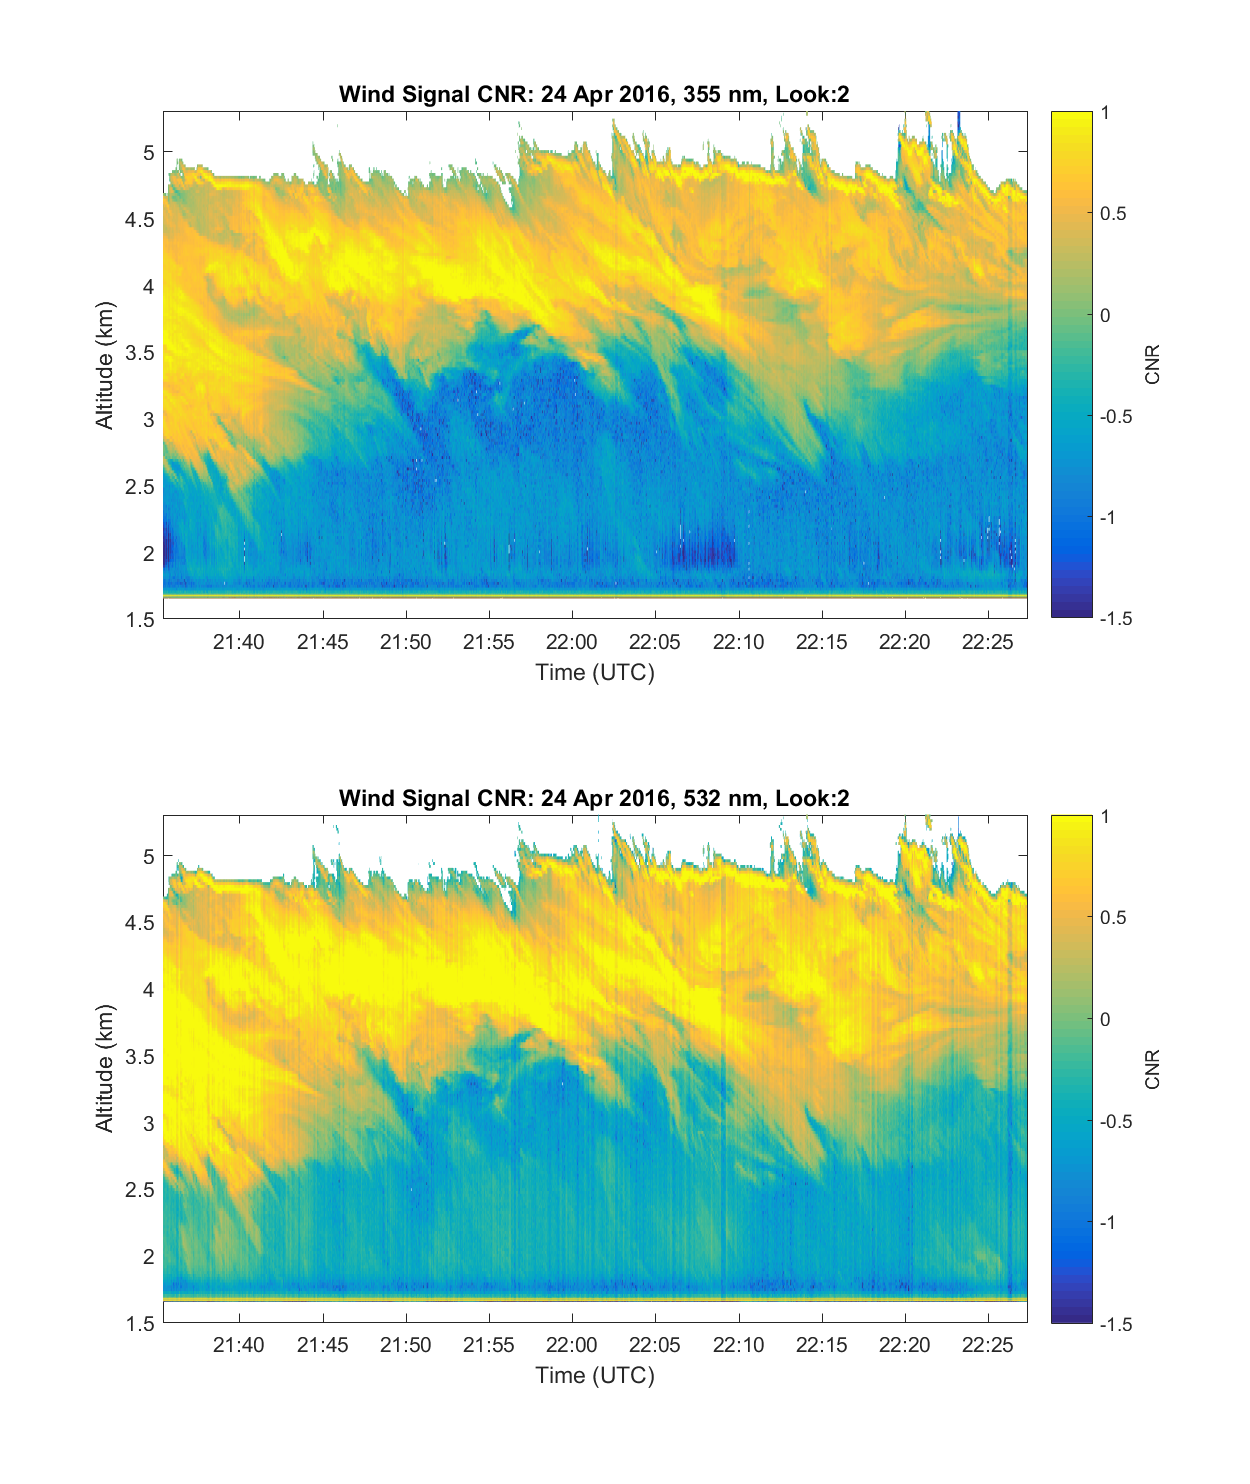 Wind Signal CNR: 24 Apr 2016, 355 nm, Look:2
5
4.5
4
3.5
3
2.5
2
1.5
Altitude (km)
21:40 21:45 21:50 21:55 22:00 22:05 22:10 22:15 22:20 22:25
Time (UTC)
1
0.5
0
-0.5
-1
-1.5
CNR
Wind Signal CNR: 24 Apr 2016, 532 nm, Look:2
5
4.5
4
3.5
3
2.5
2
1.5
Altitude (km)
21:40 21:45 21:50 21:55 22:00 22:05 22:10 22:15 22:20 22:25
Time (UTC)
1
0.5
0
-0.5
-1
-1.5
CNR